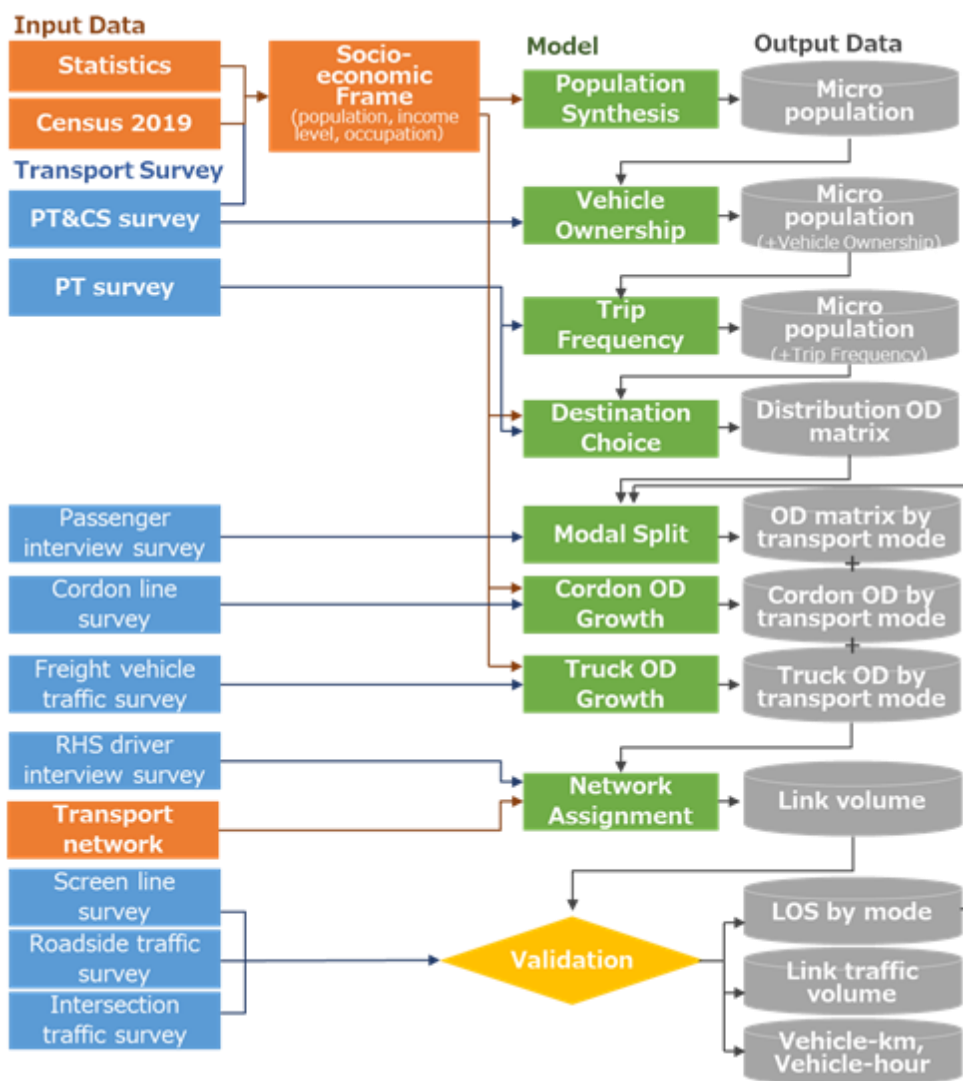 Input Data
Statistics
Census 2019
Transport Survey
PT&CS survey
PT survey
Socio-
economic
Frame
(population, income
level, occupation)
Model
Output Data
Population
Synthesis
Micro
population
Vehicle
Ownership
Micro
population
(+Vehicle Ownership)
Trip
Frequency
Micro
population
(+Trip Frequency)
Destination
Choice
Distribution OD
matrix
Passenger
interview survey
Modal Split
OD matrix by
transport mode
+
Cordon line
survey
Cordon OD
Growth
Cordon OD by
transport mode
+
Freight vehicle
traffic survey
Truck OD
Growth
Truck OD by
transport mode
RHS driver
interview survey
Transport
network
Network
Assignment
Link volume
Screen line
survey
Roadside traffic
survey
Intersection
traffic survey
Validation
LOS by mode
Link traffic
volume
Vehicle-km,
Vehicle-hour